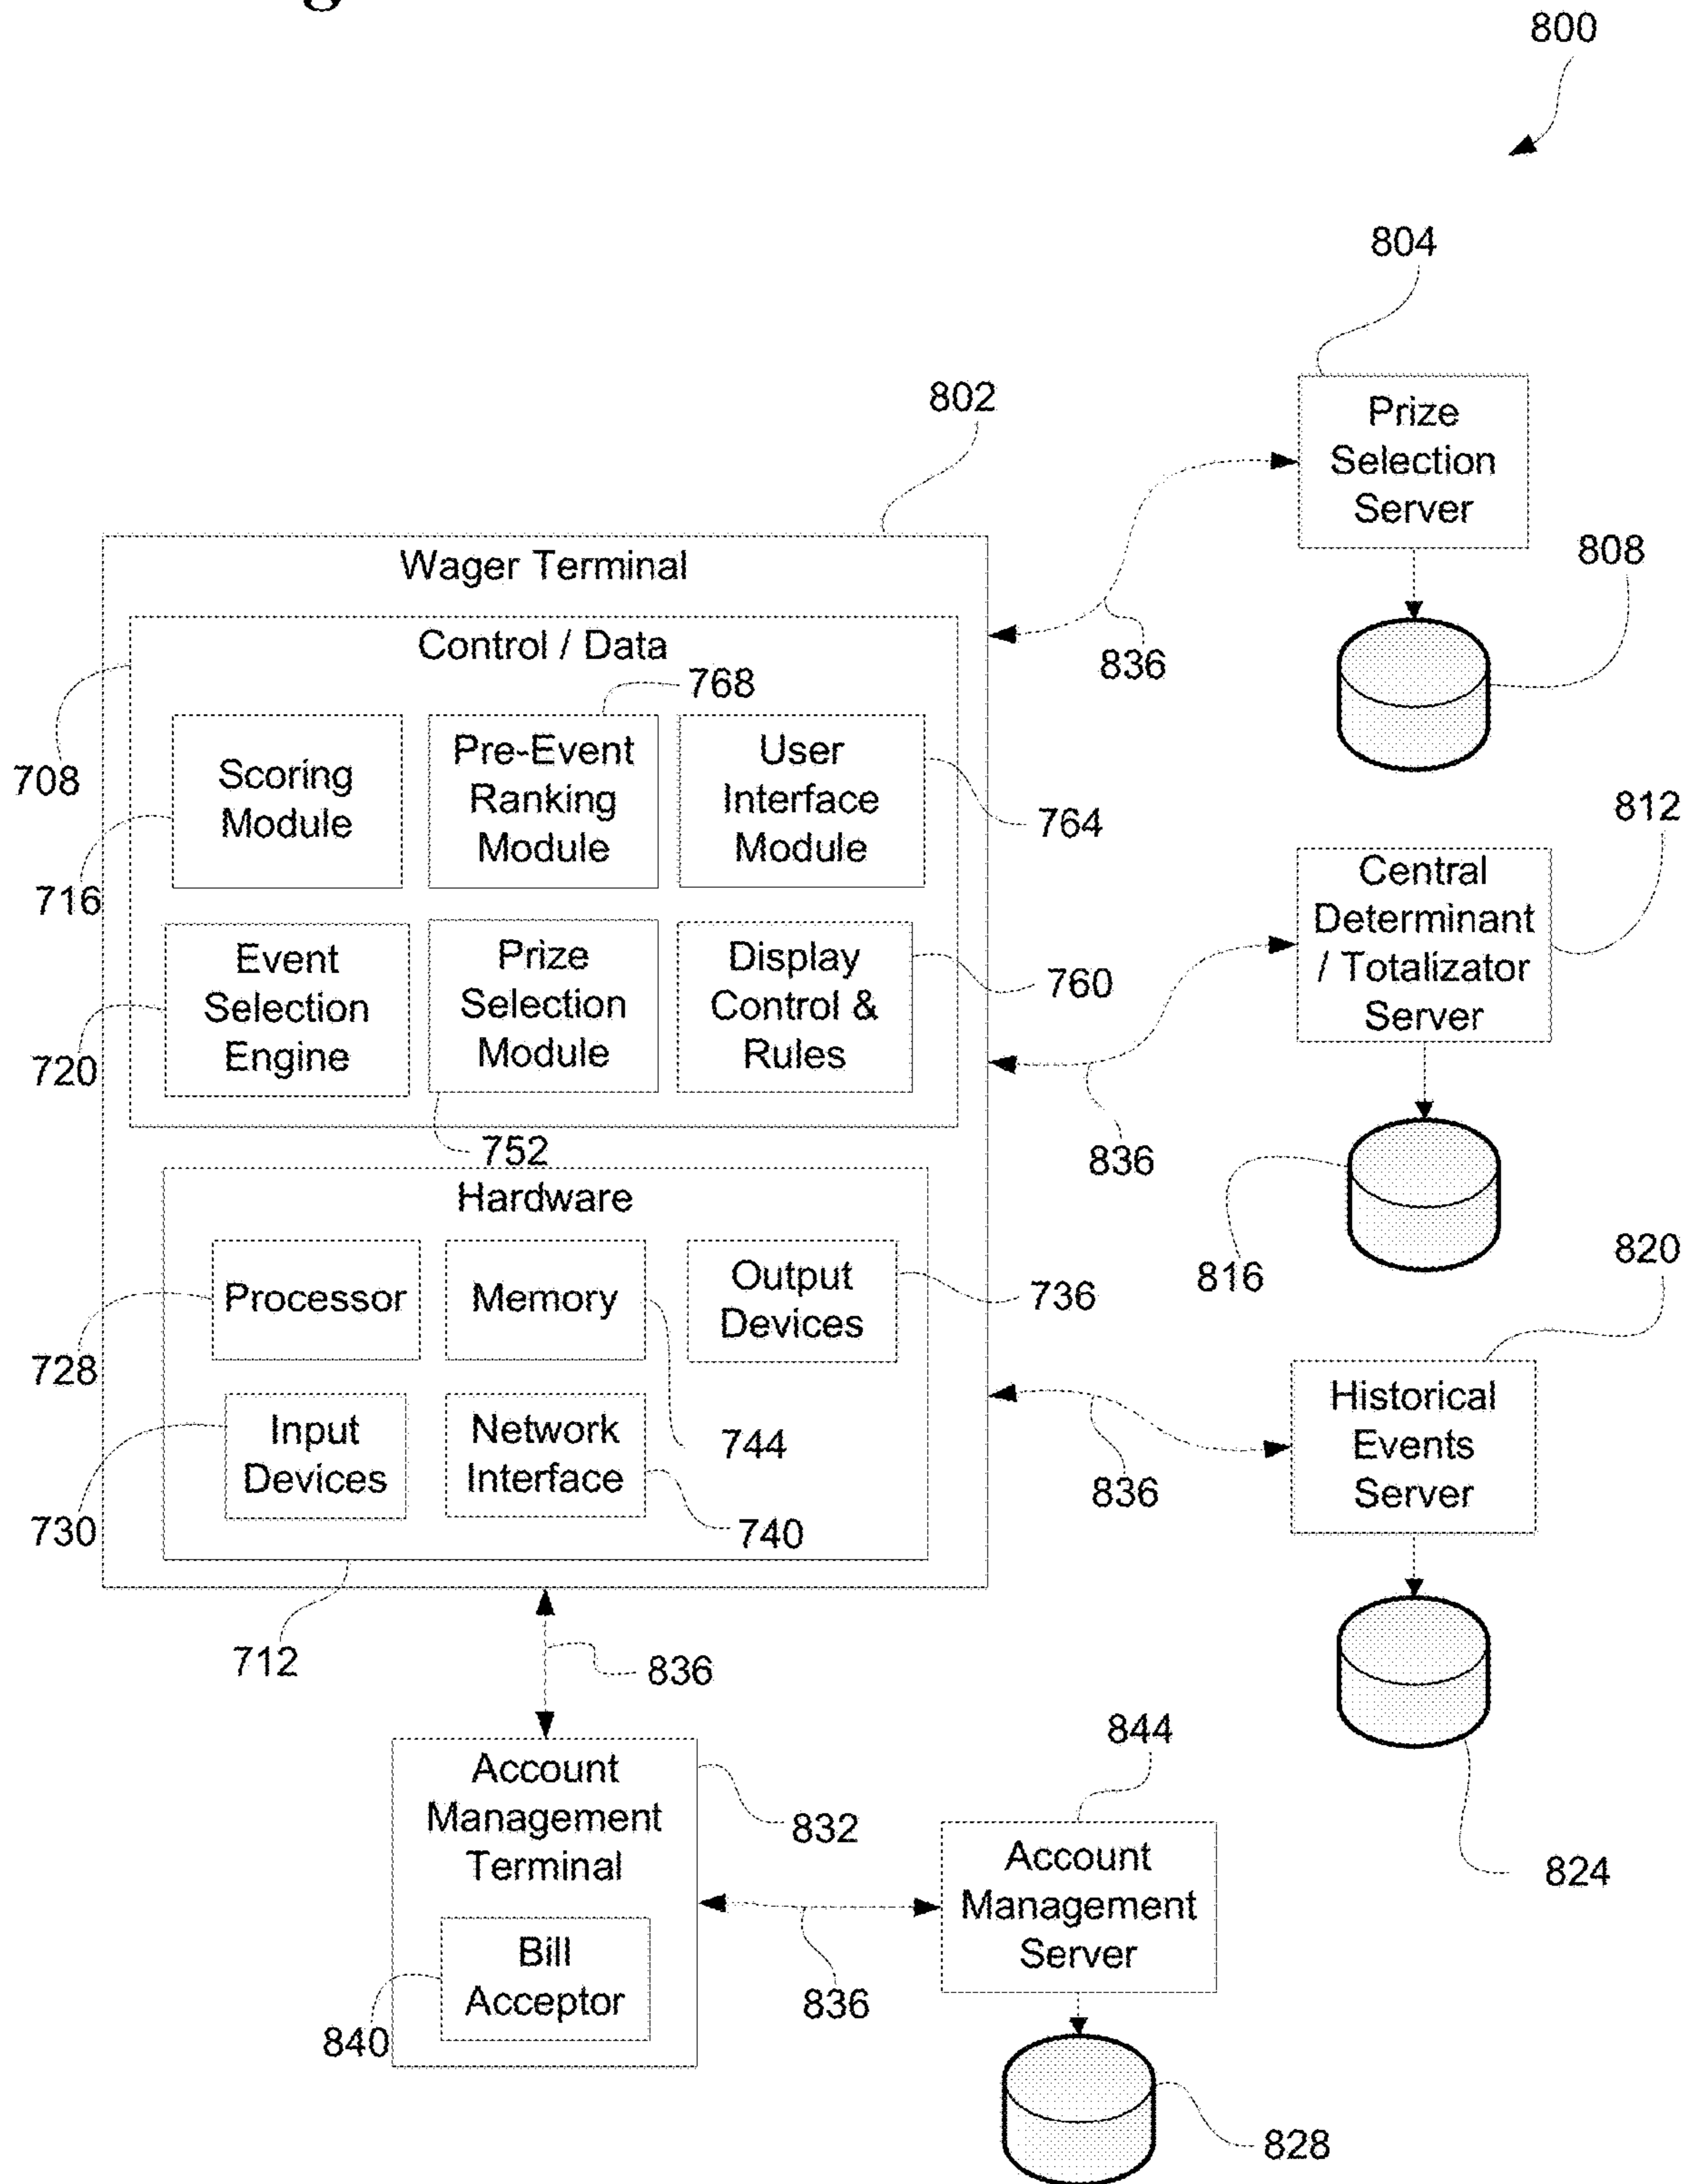 800
804
802
Prize
Selection
Server
808
Wager Terminal
836
Control / Data
768
708
Scoring
Module
Pre-Event
Ranking
Module
User
Interface
Module
764
716
812
Central
Determinant
/ Totalizator
Server
Event
Selection
Engine
Prize
Selection
Module
Display
Control &
Rules
760
720
752
836
816
Hardware
Processor
Memory
Output
Devices
736
728
820
Input
Devices
Network
Interface
744
730
740
836
Historical
Events
Server
712
836
824
Account
Management
Terminal
832
844
Account
Management
Server
836
Bill
Acceptor
840
828